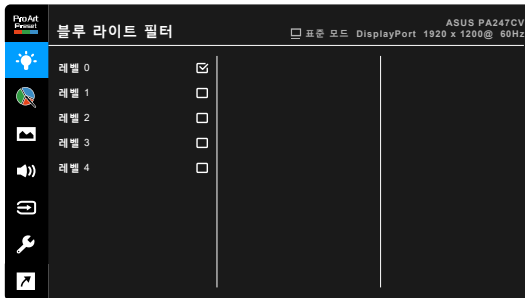 ProArt
Preset
블루 라이트 필터
ASUS PA247CV
표준 모드 DisplayPort 1920 x 1200@ 60Hz
레벨 0
레벨 1
레벨 2
레벨 3
레벨 4